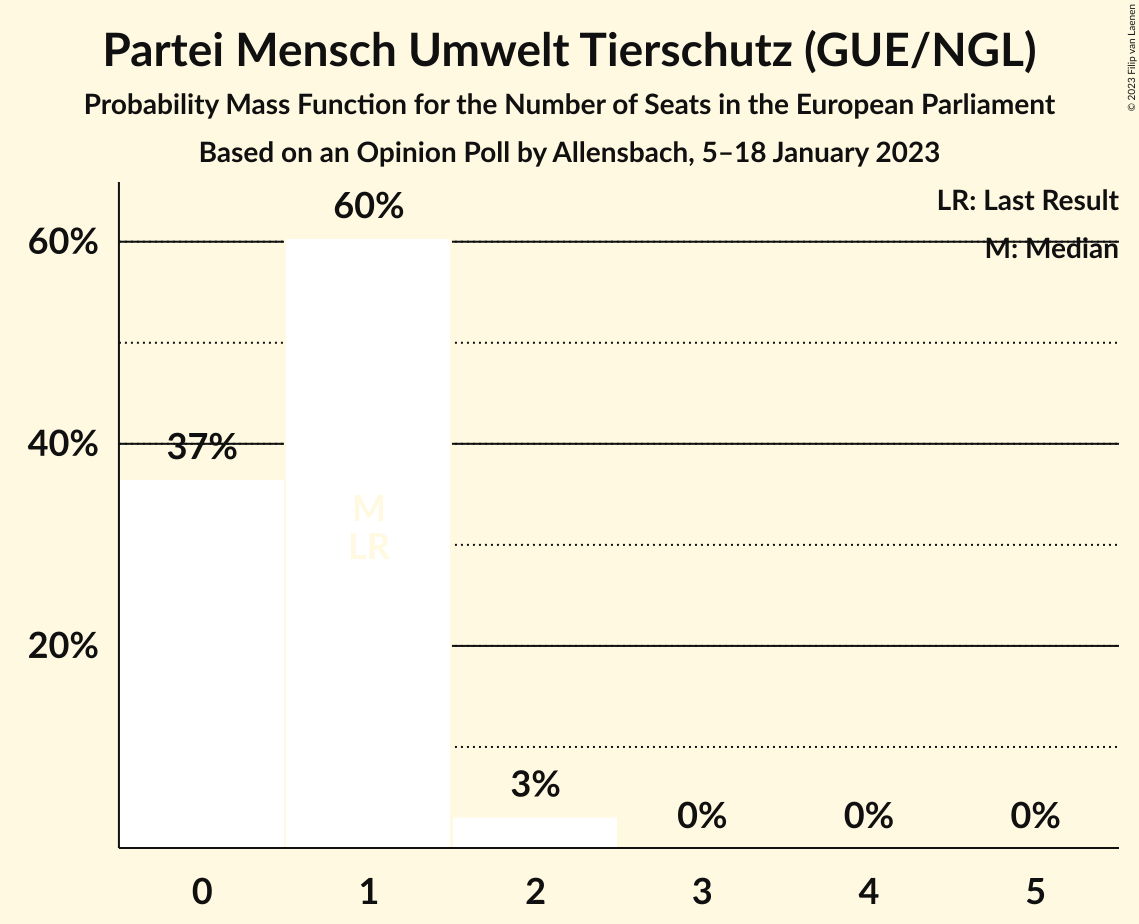 Partei Mensch Umwelt Tierschutz (GUE/NGL)
Probability Mass Function for the Number of Seats in the European Parliament
Based on an Opinion Poll by Allensbach, 5–18 January 2023
© 2023 Filip van Laenen
LR: Last Result
M: Median
60%
40%
20%
37%
60%
M
LR
3%
0%
0%
0%
0
1
2
3
4
5